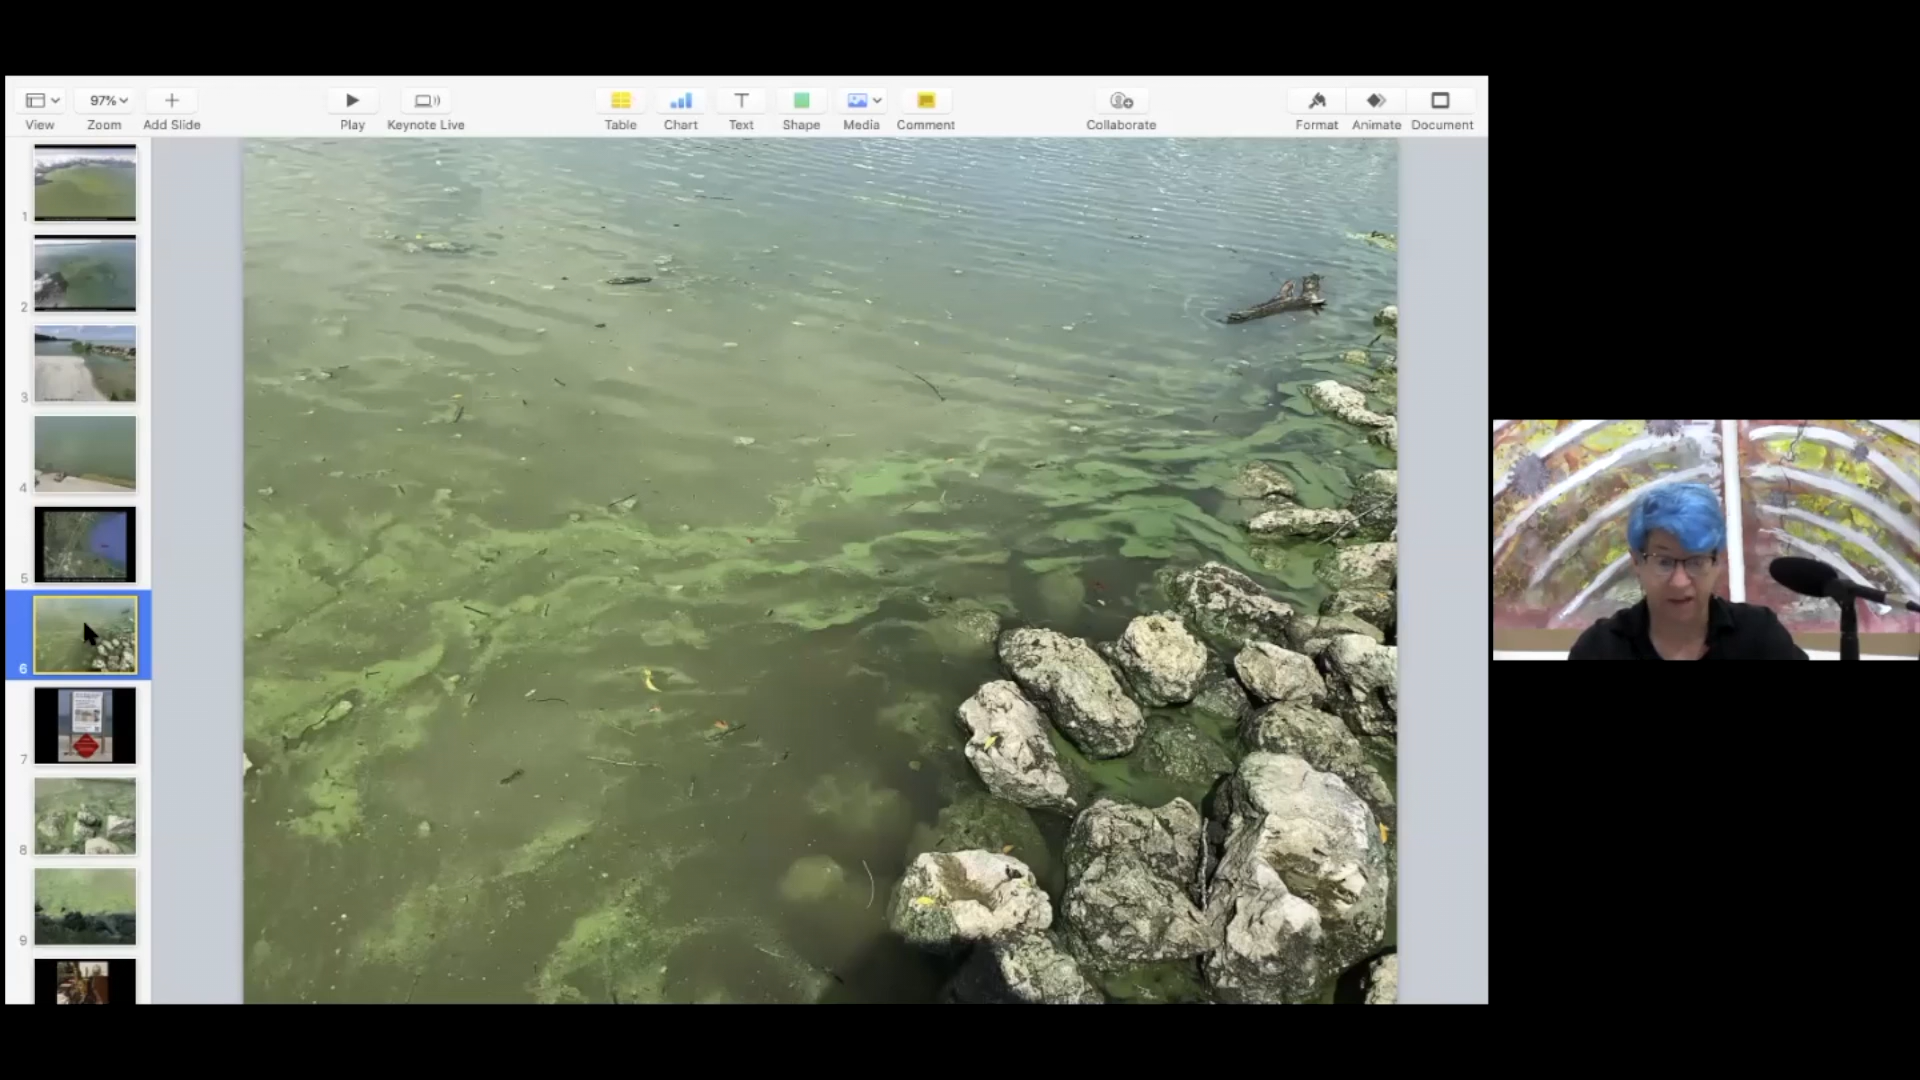 97%
View
Zoom
Add Slide
Play
Keynote Live
Table
Chart
Text
Shape
Media
Comment
Collaborate
Format
Animate
Document
1
2
3
4
5
6
7
8
9